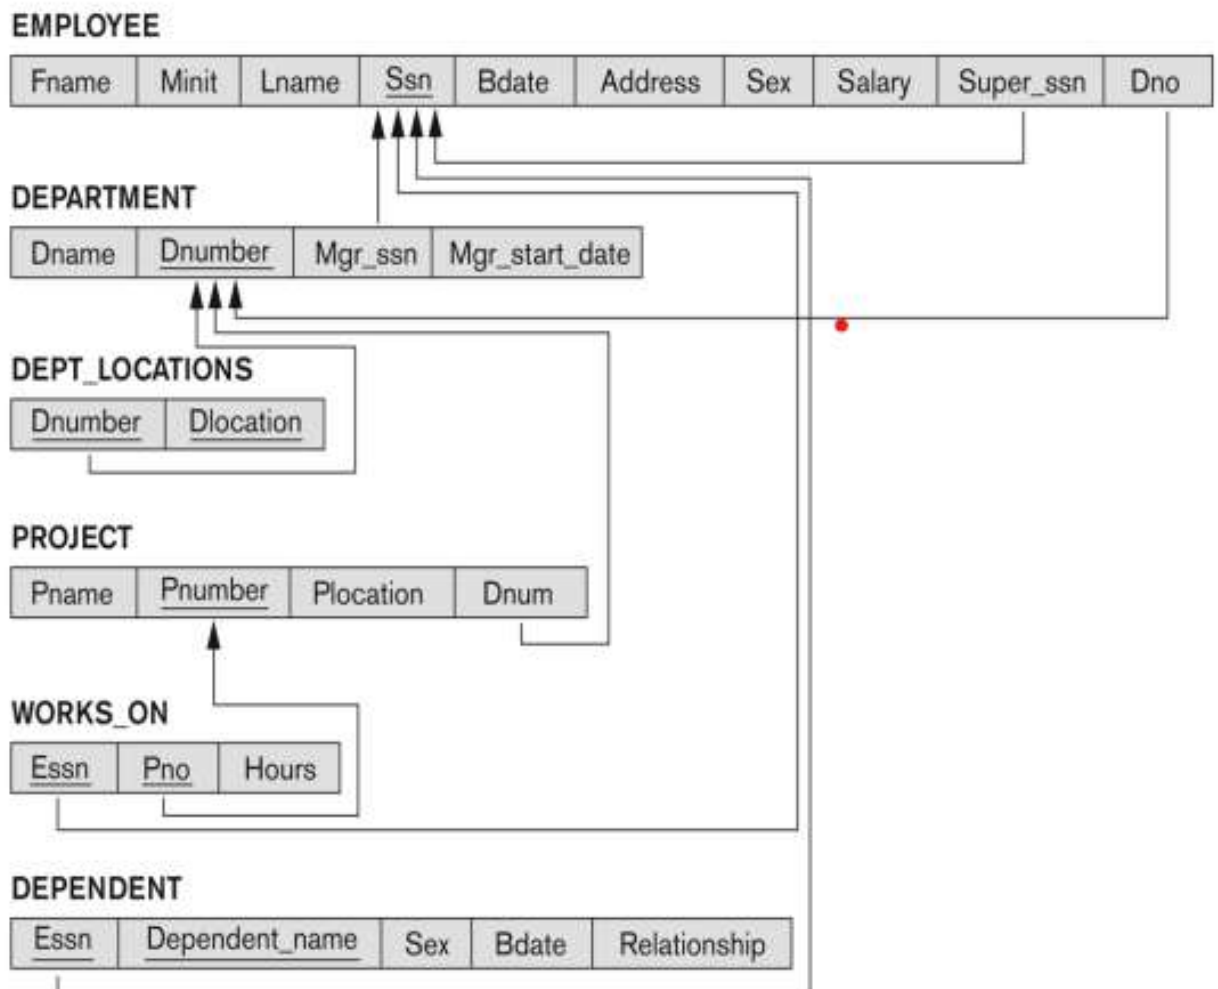 EMPLOYEE
Fname Minit Lname Ssn Bdate Address Sex Salary Super_ssn Dno
DEPARTMENT
Dname Dnumber Mgr_ssn Mgr_start_date
DEPT_LOCATIONS
Dnumber Dlocation
PROJECT
Pname Pnumber Plocation Dnum
WORKS_ON
Essn Pno Hours
DEPENDENT
Essn Dependent_name Sex Bdate Relationship